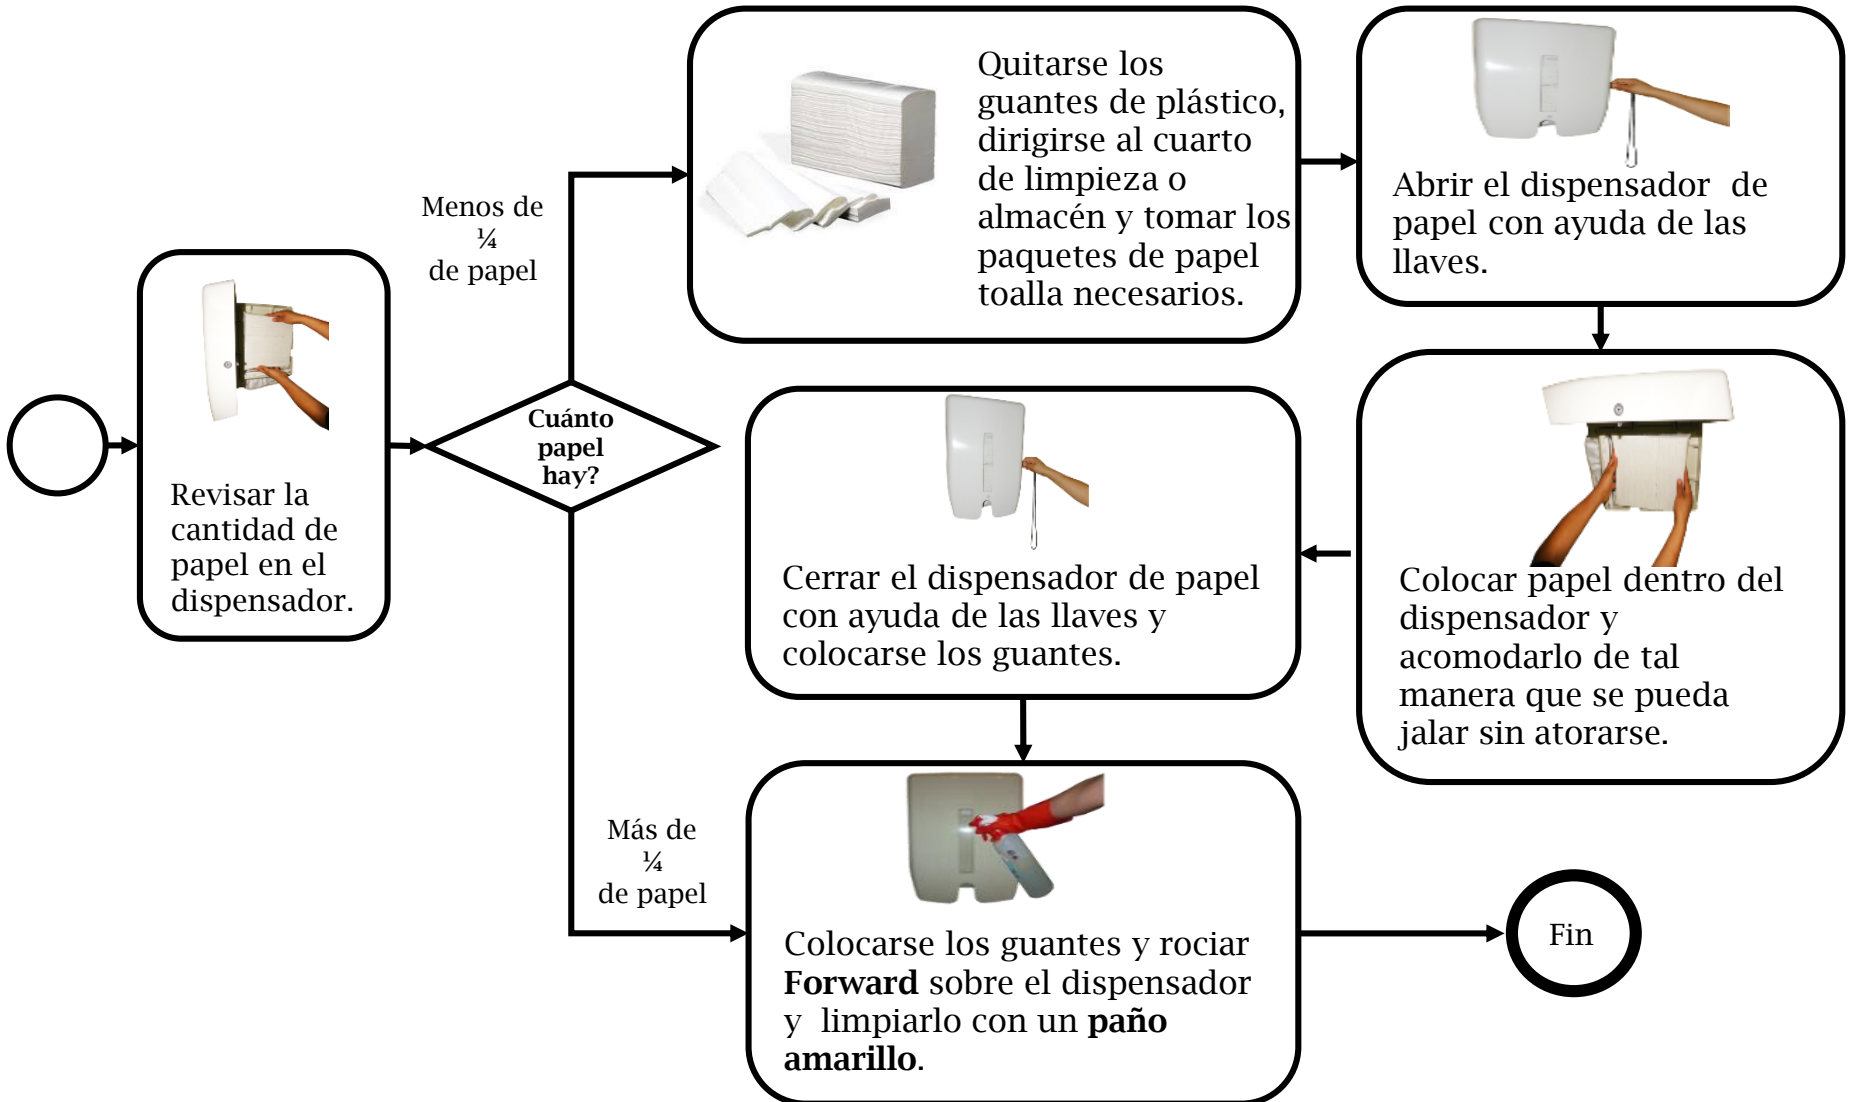 Revisar la
cantidad de
papel en el
dispensador.
Cuánto
papel
hay?
Menos de
¼
de papel
Quitarse los
guantes de plástico,
dirigirse al cuarto
de limpieza o
almacén y tomar los
paquetes de papel
toalla necesarios.
Abrir el dispensador de
papel con ayuda de las
llaves.
Colocar papel dentro del
dispensador y
acomodarlo de tal
manera que se pueda
jalar sin atorarse.
Cerrar el dispensador de papel
con ayuda de las llaves y
colocarse los guantes.
Más de
¼
de papel
Colocarse los guantes y rociar
Forward sobre el dispensador
y limpiarlo con un paño
amarillo.
Fin